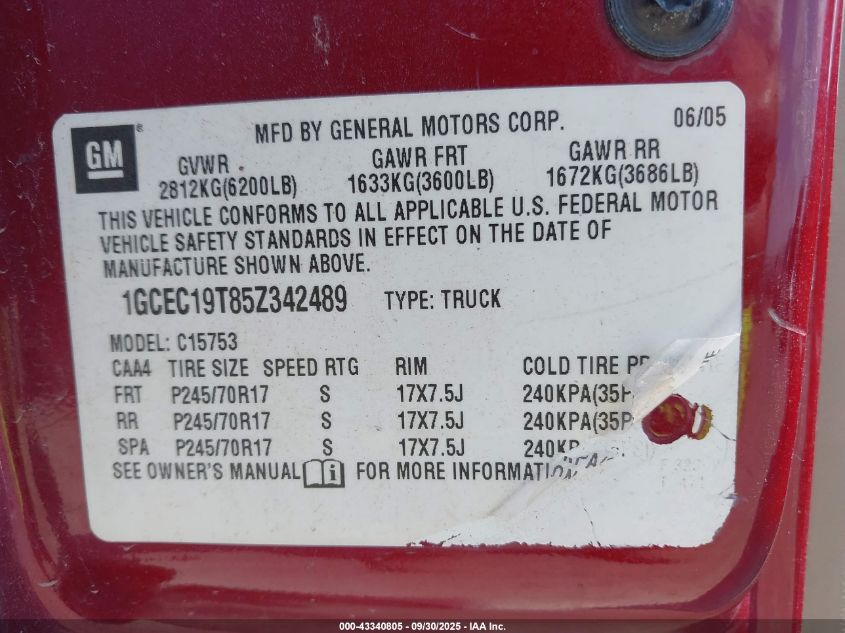 GM
MFD BY GENERAL MOTORS CORP. 06/05
GVWR GAWR FRT GAWR RR
2812KG(6200LB) 1633KG(3600LB) 1672KG(3686LB)
THIS VEHICLE CONFORMS TO ALL APPLICABLE U.S. FEDERAL MOTOR
VEHICLE SAFETY STANDARDS IN EFFECT ON THE DATE OF
MANUFACTURE SHOWN ABOVE.
1GCEC19T85Z342489 TYPE: TRUCK
MODEL: C15753
CAA4 TIRE SIZE SPEED RTG RIM COLD TIRE
FRT P245/70R17 S 17X7.5J 240KPA(35P
RR P245/70R17 S 17X7.5J 240KPA(35P
SPA P245/70R17 S 17X7.5J
SEE OWNER'S MANUAL i FOR MORE INFORMATION
000-43340805 - 09/30/2025 - IAA Inc.